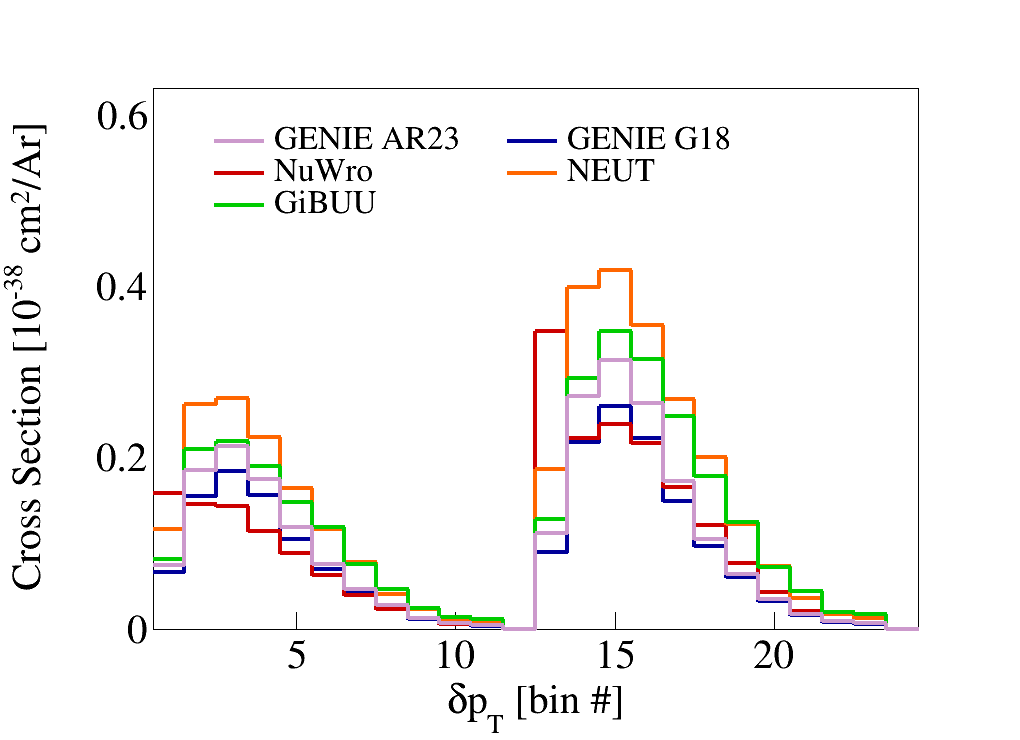 Cross Section [10⁻³⁸ cm²/Ar]
0.6
0.4
0.2
0
GENIE AR23
GENIE G18
NuWro
NEUT
GiBUU
5
10
15
20
δp_T [bin #]